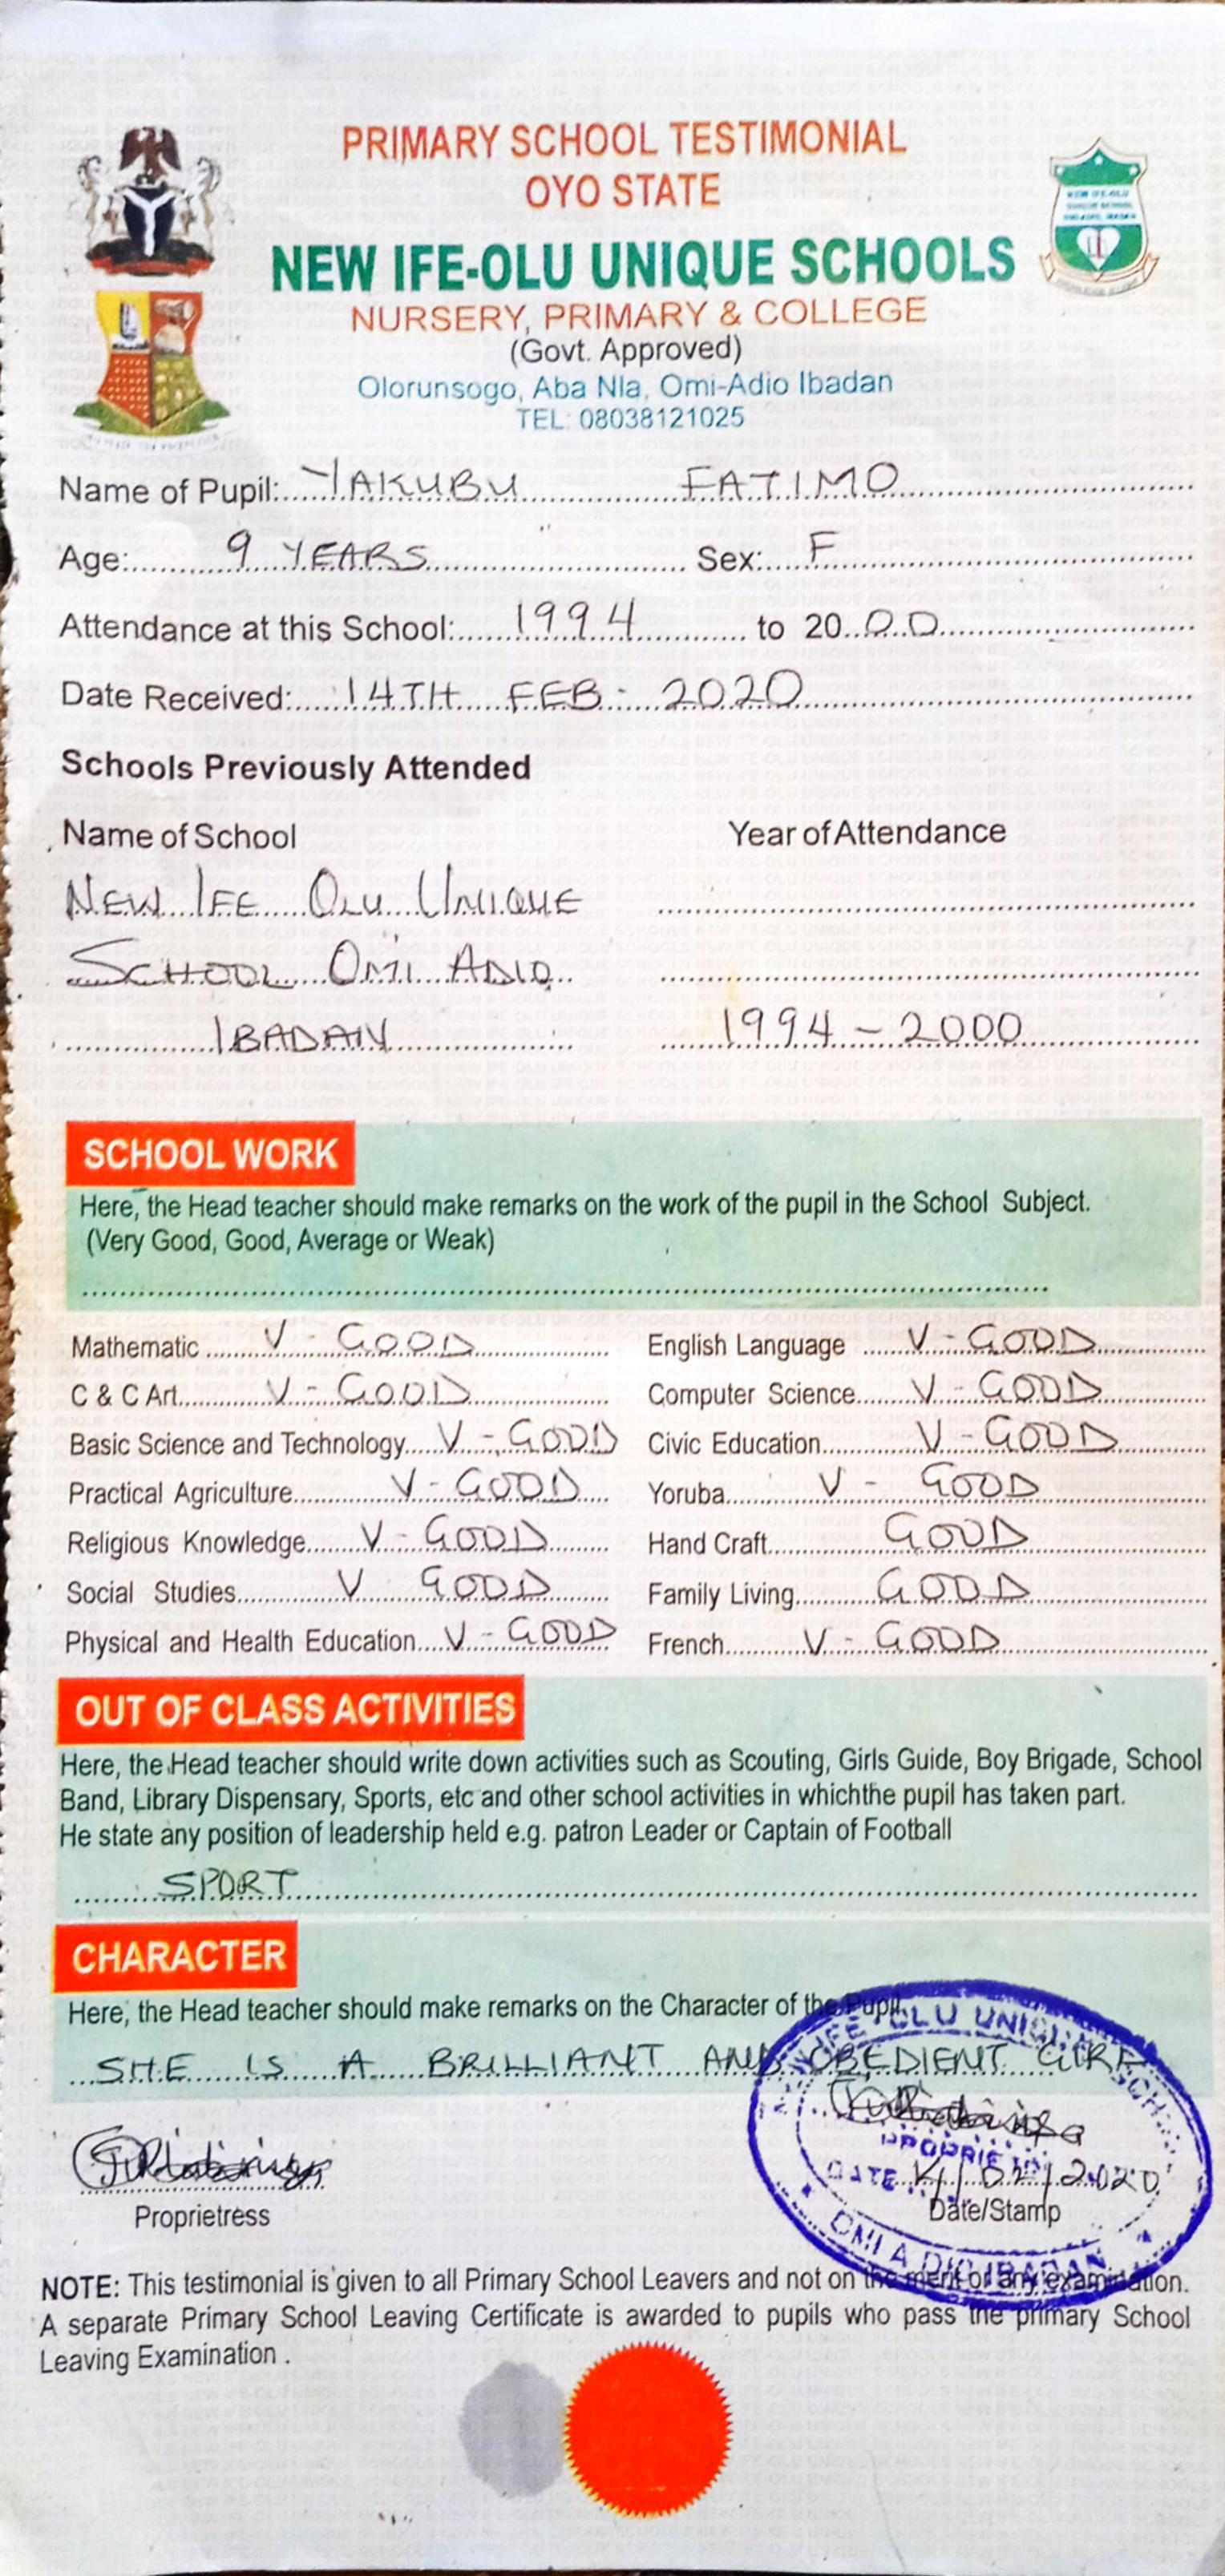 PRIMARY SCHOOL TESTIMONIAL
OYO STATE
NEW IFE-OLU UNIQUE SCHOOLS
NURSERY, PRIMARY & COLLEGE
(Govt. Approved)
Olorunsogo, Aba Nla, Omi-Adio Ibadan
TEL: 08038121025
Name of Pupil: YAKUBU FATIMO
Age: 9 YEARS Sex: F
Attendance at this School: 1994 to 2000
Date Received: 14TH FEB - 2020
Schools Previously Attended
Name of School Year of Attendance
NEW IFE OLU UNIQUE
SCHOOL OMI ADIO
IBADAN 1994 - 2000
SCHOOL WORK
Here, the Head teacher should make remarks on the work of the pupil in the School Subject.
(Very Good, Good, Average or Weak)
Mathematic V - GOOD English Language V - GOOD
C & C Art V - GOOD Computer Science V - GOOD
Basic Science and Technology V - GOOD Civic Education V - GOOD
Practical Agriculture V - GOOD Yoruba V - GOOD
Religious Knowledge V - GOOD Hand Craft GOOD
Social Studies V GOOD Family Living GOOD
Physical and Health Education V - GOOD French V - GOOD
OUT OF CLASS ACTIVITIES
Here, the Head teacher should write down activities such as Scouting, Girls Guide, Boy Brigade, School
Band, Library Dispensary, Sports, etc and other school activities in whichthe pupil has taken part.
He state any position of leadership held e.g. patron Leader or Captain of Football
SPORT
CHARACTER
Here, the Head teacher should make remarks on the Character of the Pupil
SHE IS A BRILLIANT AND OBEDIENT GIRL
IFE-OLU UNIQUE SCH
DATE 14/02/2020
OMI ADIO IBADAN
Proprietress Date/Stamp
NOTE: This testimonial is given to all Primary School Leavers and not on the merit or any examination.
A separate Primary School Leaving Certificate is awarded to pupils who pass the primary School
Leaving Examination .